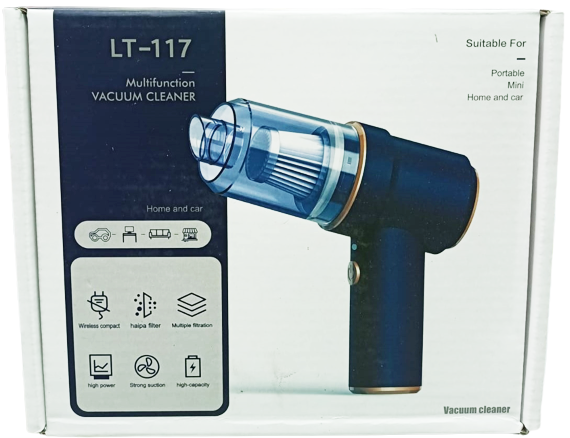 LT-117
Multifunction
VACUUM CLEANER
Suitable For
Portable
Mini
Home and car
Home and car
Wireless compact
haipa filter
Multiple filtration
high power
Strong suction
high-capacity
Vacuum cleaner